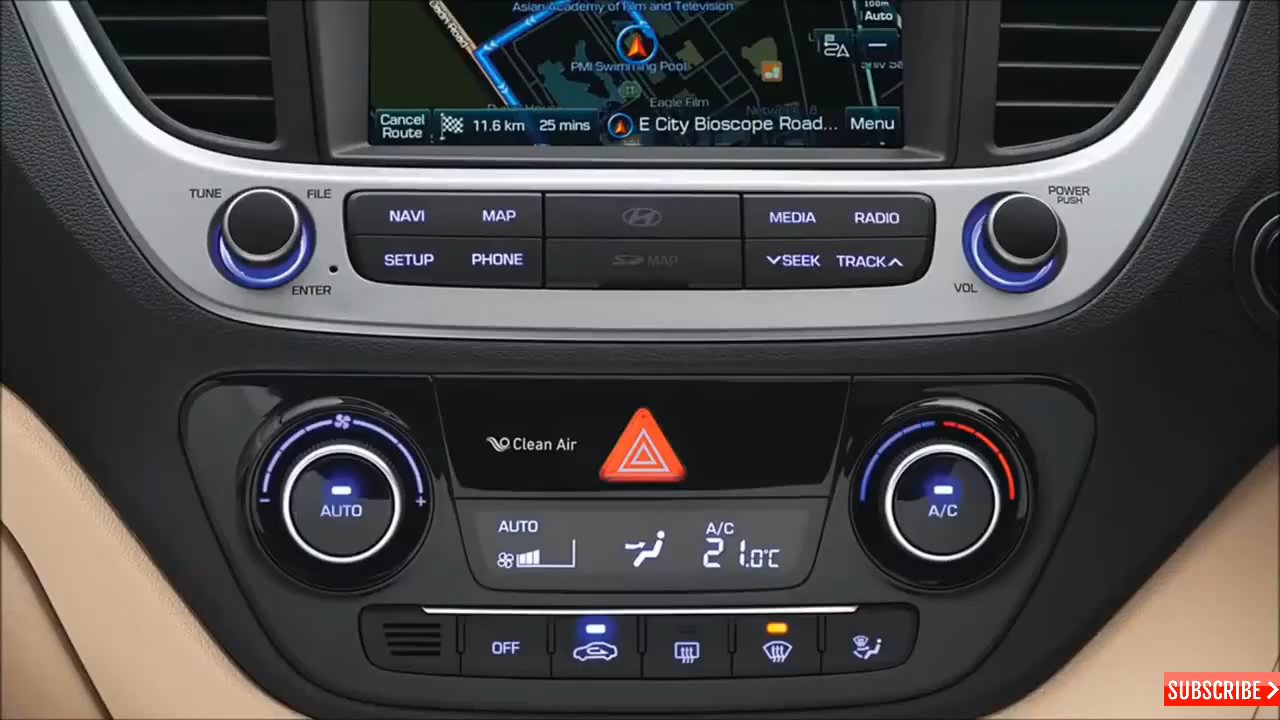 Asian Academy of Film and Television
100m
Auto
PMI Swimming Pool
Eagle Film
Cancel
Route
11.6 km 25 mins
E City Bioscope Road...
Menu
TUNE FILE
ENTER
NAVI MAP
SETUP PHONE
SD MAP
MEDIA RADIO
SEEK TRACK
POWER
PUSH
VOL
Clean Air
AUTO
AUTO
A/C
21.0°C
A/C
- +
OFF
SUBSCRIBE